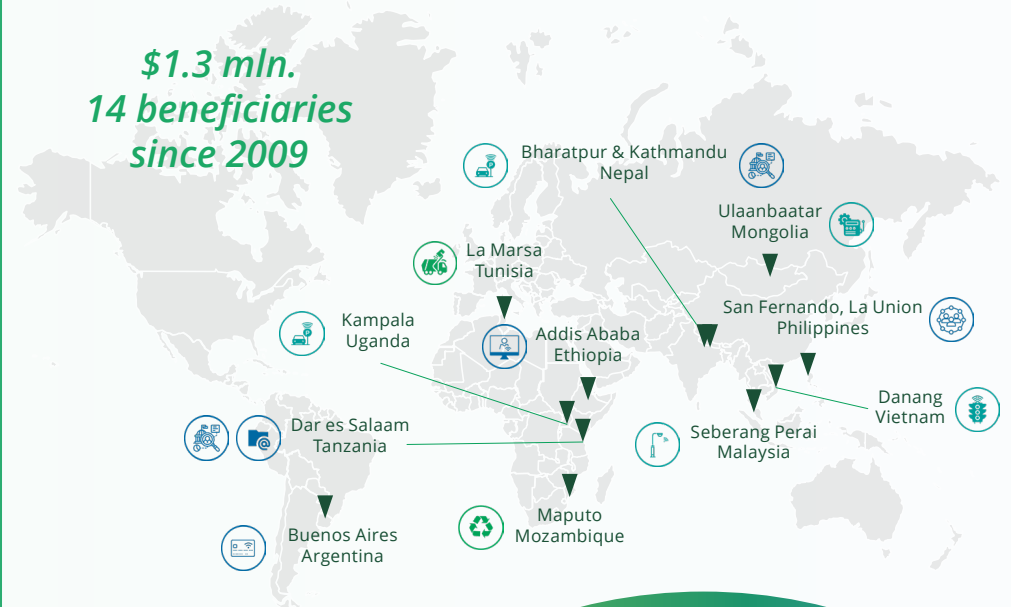 $1.3 mln.
14 beneficiaries
since 2009
Bharatpur & Kathmandu
Nepal
Ulaanbaatar
Mongolia
La Marsa
Tunisia
San Fernando, La Union
Philippines
Kampala
Uganda
Addis Ababa
Ethiopia
Danang
Vietnam
Dar es Salaam
Tanzania
Seberang Perai
Malaysia
Maputo
Mozambique
Buenos Aires
Argentina